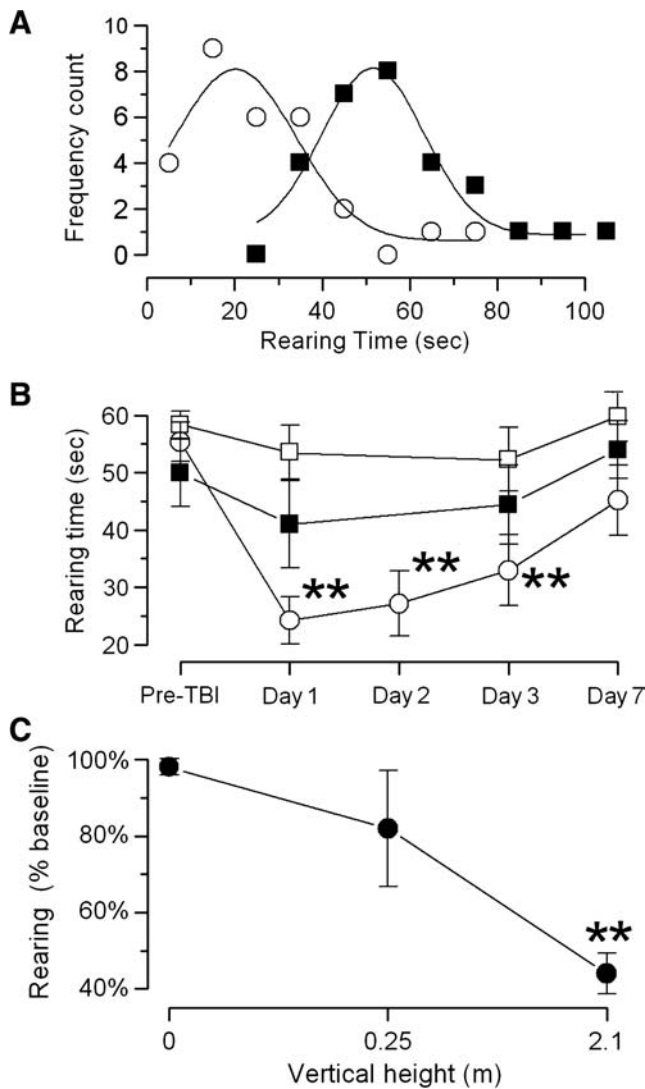 A
Frequency count
10
8
6
4
2
0
0 20 40 60 80 100
Rearing Time (sec)
B
Rearing time (sec)
60
50
40
30
20
** ** **
Pre-TBI Day 1 Day 2 Day 3 Day 7
C
Rearing (% baseline)
100%
80%
60%
40%
**
0 0.25 2.1
Vertical height (m)